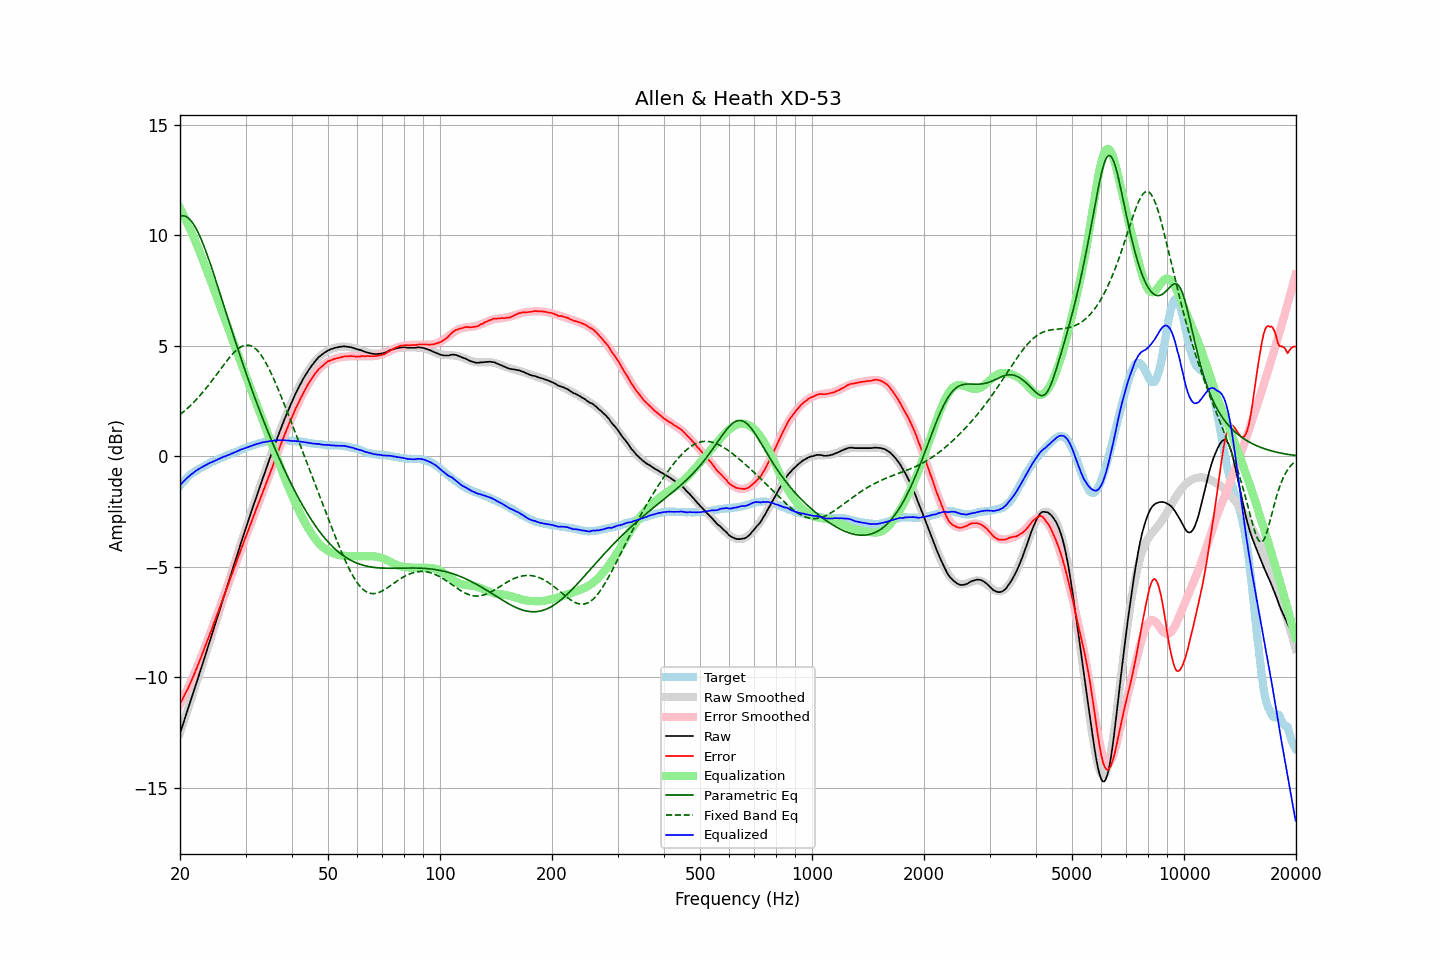 Allen & Heath XD-53
15
10
5
0
−5
−10
−15
Amplitude (dBr)
Target
Raw Smoothed
Error Smoothed
Raw
Error
Equalization
Parametric Eq
Fixed Band Eq
Equalized
20 50 100 200 500 1000 2000 5000 10000 20000
Frequency (Hz)